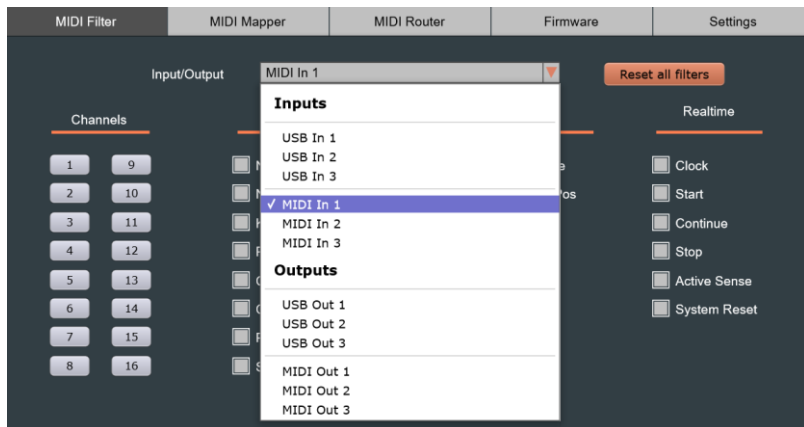 MIDI Filter MIDI Mapper MIDI Router Firmware Settings
Input/Output MIDI In 1 Reset all filters
Channels
Realtime
Inputs
USB In 1
USB In 2
USB In 3
✓ MIDI In 1
MIDI In 2
MIDI In 3
Outputs
USB Out 1
USB Out 2
USB Out 3
MIDI Out 1
MIDI Out 2
MIDI Out 3
1 9
2 10
3 11
4 12
5 13
6 14
7 15
8 16
Clock
Start
Continue
Stop
Active Sense
System Reset